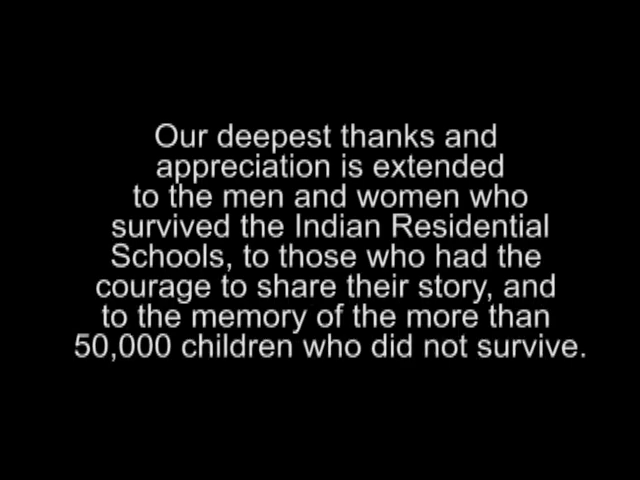 Our deepest thanks and
appreciation is extended
to the men and women who
survived the Indian Residential
Schools, to those who had the
courage to share their story, and
to the memory of the more than
50,000 children who did not survive.